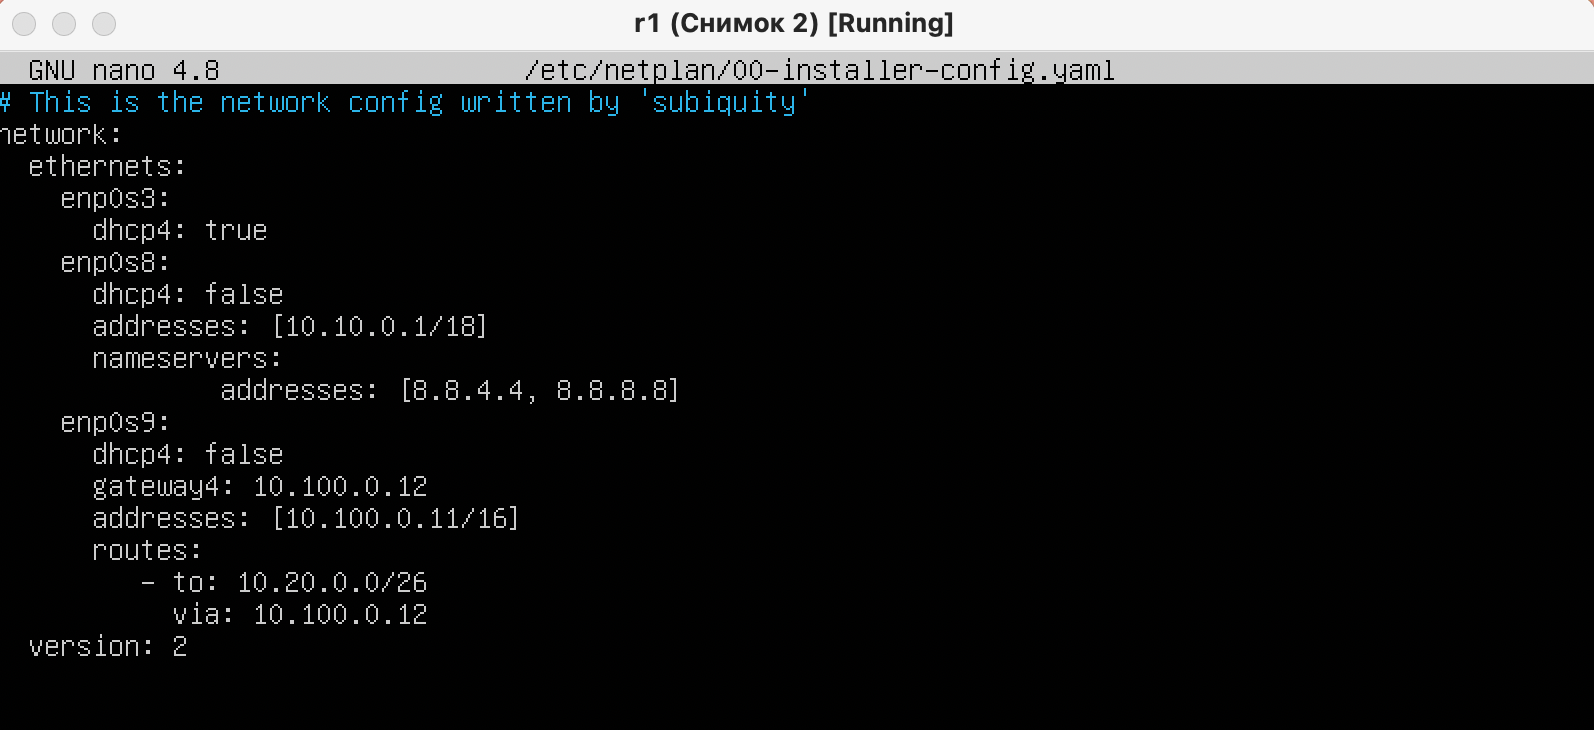 r1 (Снимок 2) [Running]
GNU nano 4.8 /etc/netplan/00-installer-config.yaml
# This is the network config written by 'subiquity'
network:
  ethernets:
    enp0s3:
      dhcp4: true
    enp0s8:
      dhcp4: false
      addresses: [10.10.0.1/18]
      nameservers:
              addresses: [8.8.4.4, 8.8.8.8]
    enp0s9:
      dhcp4: false
      gateway4: 10.100.0.12
      addresses: [10.100.0.11/16]
      routes:
         - to: 10.20.0.0/26
           via: 10.100.0.12
  version: 2